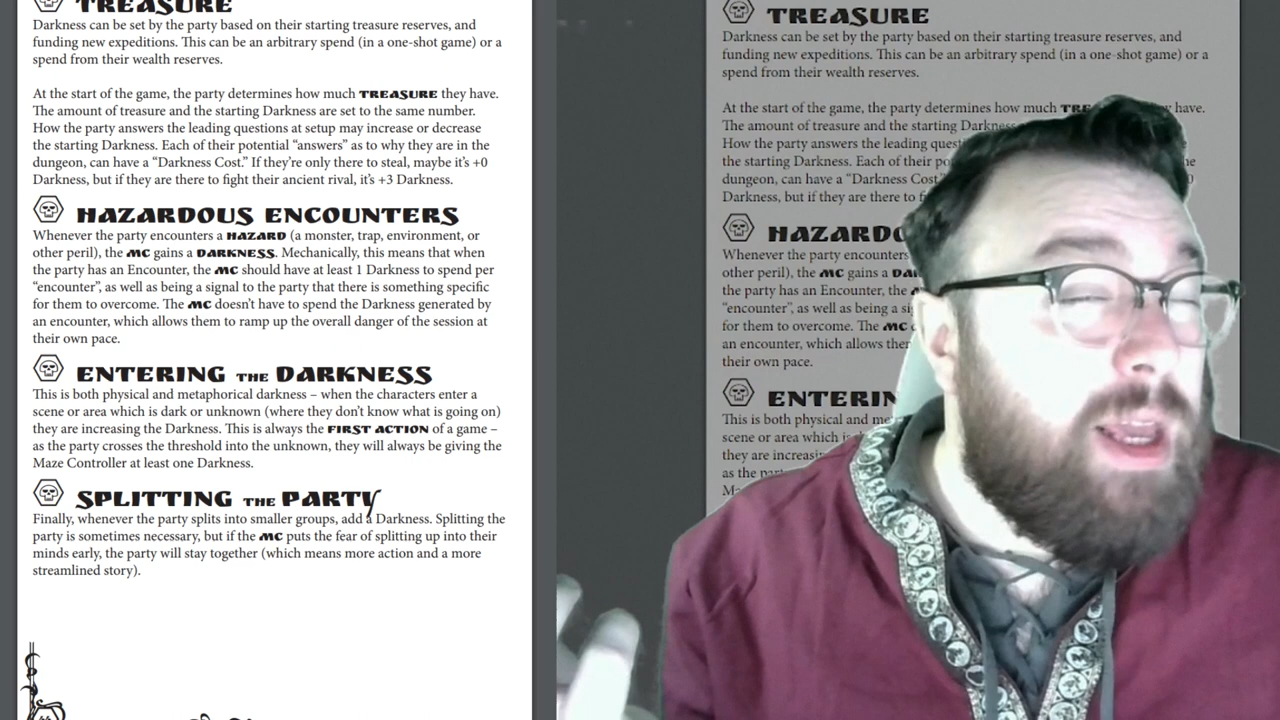 TREASURE
Darkness can be set by the party based on their starting treasure reserves, and
funding new expeditions. This can be an arbitrary spend (in a one-shot game) or a
spend from their wealth reserves.
At the start of the game, the party determines how much TREASURE they have.
The amount of treasure and the starting Darkness are set to the same number.
How the party answers the leading questions at setup may increase or decrease
the starting Darkness. Each of their potential “answers” as to why they are in the
dungeon, can have a “Darkness Cost.” If they’re only there to steal, maybe it’s +0
Darkness, but if they are there to fight their ancient rival, it’s +3 Darkness.
HAZARDOUS ENCOUNTERS
Whenever the party encounters a HAZARD (a monster, trap, environment, or
other peril), the MC gains a DARKNESS. Mechanically, this means that when
the party has an Encounter, the MC should have at least 1 Darkness to spend per
“encounter”, as well as being a signal to the party that there is something specific
for them to overcome. The MC doesn’t have to spend the Darkness generated by
an encounter, which allows them to ramp up the overall danger of the session at
their own pace.
ENTERING THE DARKNESS
This is both physical and metaphorical darkness – when the characters enter a
scene or area which is dark or unknown (where they don’t know what is going on)
they are increasing the Darkness. This is always the FIRST ACTION of a game –
as the party crosses the threshold into the unknown, they will always be giving the
Maze Controller at least one Darkness.
SPLITTING THE PARTY
Finally, whenever the party splits into smaller groups, add a Darkness. Splitting the
party is sometimes necessary, but if the MC puts the fear of splitting up into their
minds early, the party will stay together (which means more action and a more
streamlined story).
TREASURE
Darkness can be set by the party based on their starting treasure reserves, and
funding new expeditions. This can be an arbitrary spend (in a one-shot game) or a
spend from their wealth reserves.
At the start of the game, the party determines how much have.
The amount of treasure and the starting Darkness
How the party answers the leading
the starting Darkness. Each of their
dungeon, can have a “Darkness Cost.”
Darkness, but if they are there to
Whenever the party encounters
other peril), the MC gains a
the party has an Encounter, the
“encounter”, as well as being a
for them to overcome. The MC
an encounter, which allows
their own pace.
This is both physical and
scene or area which is
they are
as the